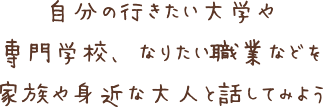 自分の行きたい大学や
専門学校、なりたい職業などを
家族や身近な大人と話してみよう